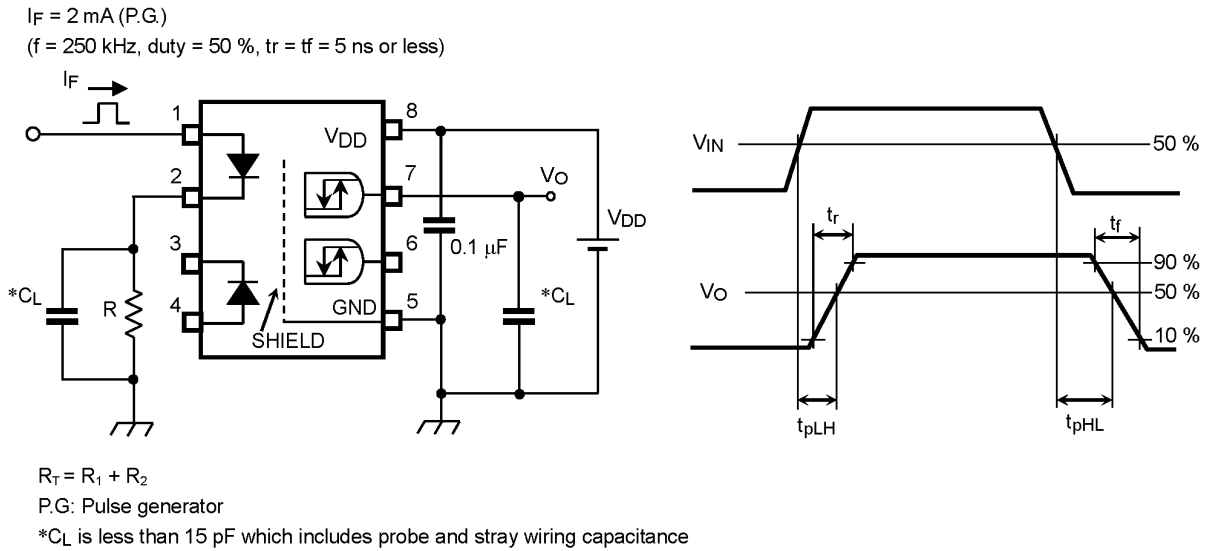 IF = 2 mA (P.G.)
(f = 250 kHz, duty = 50 %, tr = tf = 5 ns or less)
IF
1
2
3
4
8
7
6
5
VDD
GND
SHIELD
*CL
R
0.1 μF
VO
*CL
VDD
VIN
50 %
tr
tf
VO
90 %
50 %
10 %
tpLH
tpHL
RT = R1 + R2
P.G: Pulse generator
*CL is less than 15 pF which includes probe and stray wiring capacitance